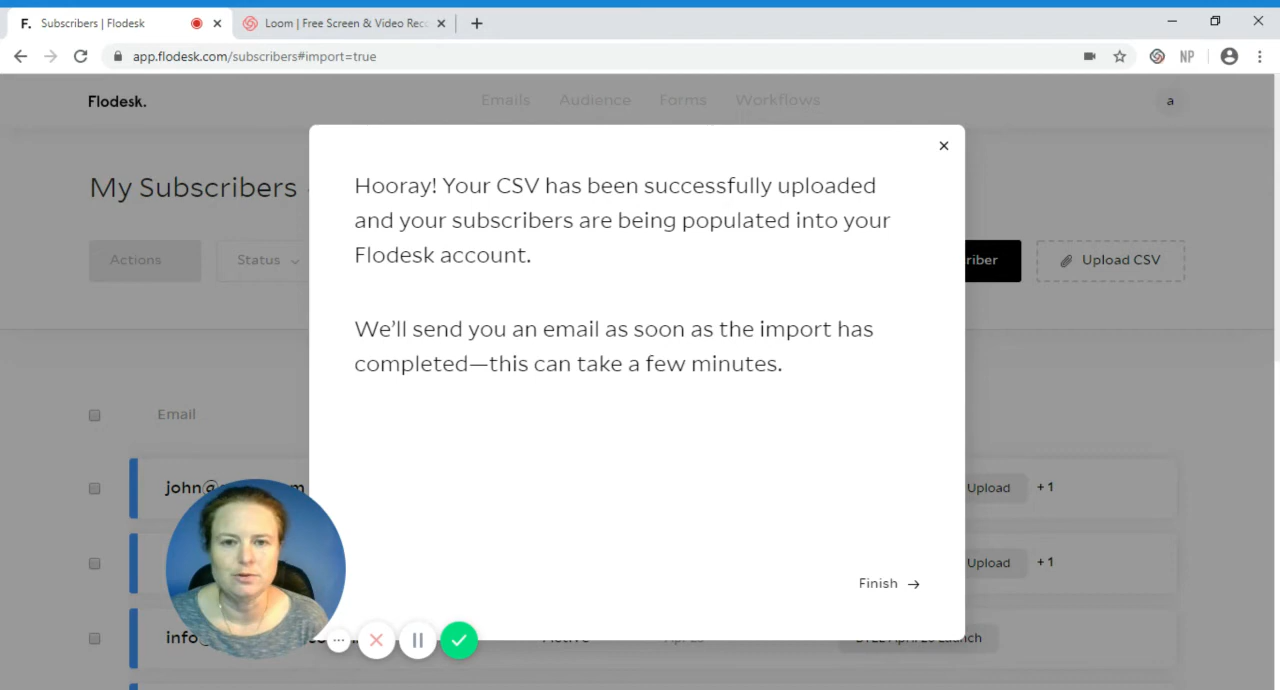 F. Subscribers | Flodesk
Loom | Free Screen & Video Rec
app.flodesk.com/subscribers#import=true
NP
Flodesk.
Emails Audience Forms Workflows
a
My Subscribers
Hooray! Your CSV has been successfully uploaded
and your subscribers are being populated into your
Flodesk account.
Actions
Status
riber
Upload CSV
We'll send you an email as soon as the import has
completed—this can take a few minutes.
Email
john@
Upload +1
Upload +1
Finish
info
Active